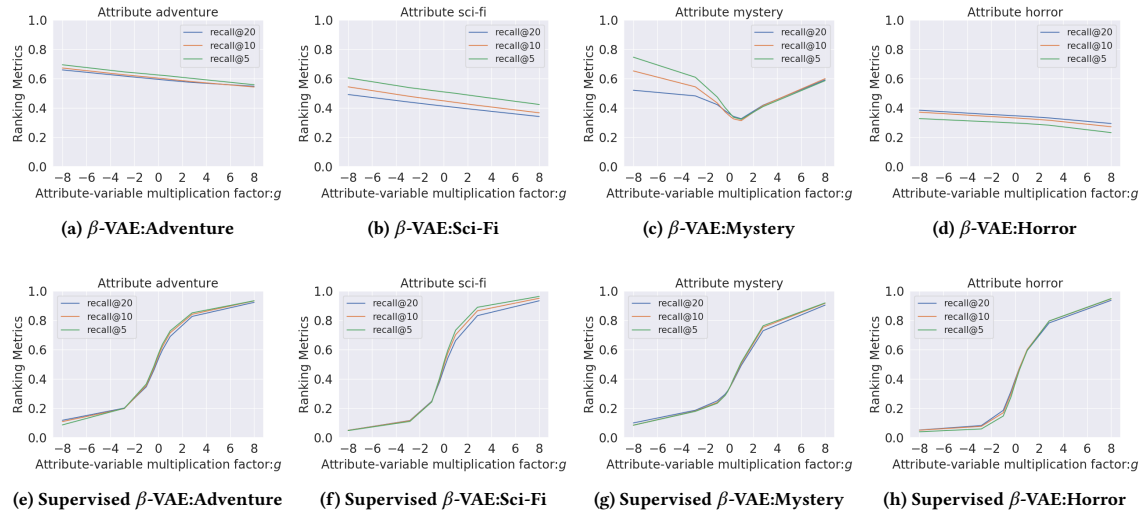 Attribute adventure
Ranking Metrics
1.0
0.8
0.6
0.4
0.2
0.0
recall@20
recall@10
recall@5
−8 −6 −4 −2 0 2 4 6 8
Attribute-variable multiplication factor:g
(a) β-VAE:Adventure
Attribute sci-fi
Ranking Metrics
1.0
0.8
0.6
0.4
0.2
0.0
recall@20
recall@10
recall@5
−8 −6 −4 −2 0 2 4 6 8
Attribute-variable multiplication factor:g
(b) β-VAE:Sci-Fi
Attribute mystery
Ranking Metrics
1.0
0.8
0.6
0.4
0.2
0.0
recall@20
recall@10
recall@5
−8 −6 −4 −2 0 2 4 6 8
Attribute-variable multiplication factor:g
(c) β-VAE:Mystery
Attribute horror
Ranking Metrics
1.0
0.8
0.6
0.4
0.2
0.0
recall@20
recall@10
recall@5
−8 −6 −4 −2 0 2 4 6 8
Attribute-variable multiplication factor:g
(d) β-VAE:Horror
Attribute adventure
Ranking Metrics
1.0
0.8
0.6
0.4
0.2
0.0
recall@20
recall@10
recall@5
−8 −6 −4 −2 0 2 4 6 8
Attribute-variable multiplication factor:g
(e) Supervised β-VAE:Adventure
Attribute sci-fi
Ranking Metrics
1.0
0.8
0.6
0.4
0.2
0.0
recall@20
recall@10
recall@5
−8 −6 −4 −2 0 2 4 6 8
Attribute-variable multiplication factor:g
(f) Supervised β-VAE:Sci-Fi
Attribute mystery
Ranking Metrics
1.0
0.8
0.6
0.4
0.2
0.0
recall@20
recall@10
recall@5
−8 −6 −4 −2 0 2 4 6 8
Attribute-variable multiplication factor:g
(g) Supervised β-VAE:Mystery
Attribute horror
Ranking Metrics
1.0
0.8
0.6
0.4
0.2
0.0
recall@20
recall@10
recall@5
−8 −6 −4 −2 0 2 4 6 8
Attribute-variable multiplication factor:g
(h) Supervised β-VAE:Horror